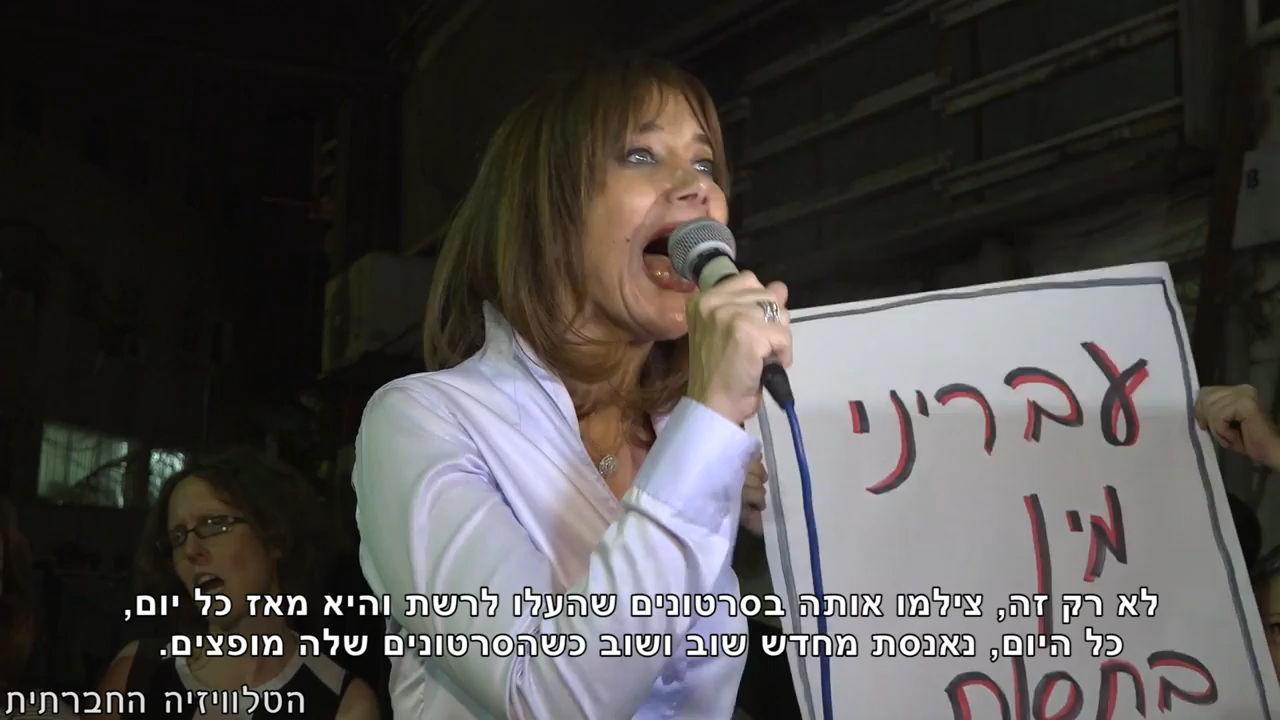 עברייני
מין
בחסות
לא רק זה, צילמו אותה בסרטונים שהעלו לרשת והיא מאז כל יום,
כל היום, נאנסת מחדש שוב ושוב כשהסרטונים שלה מופצים.
הטלוויזיה החברתית